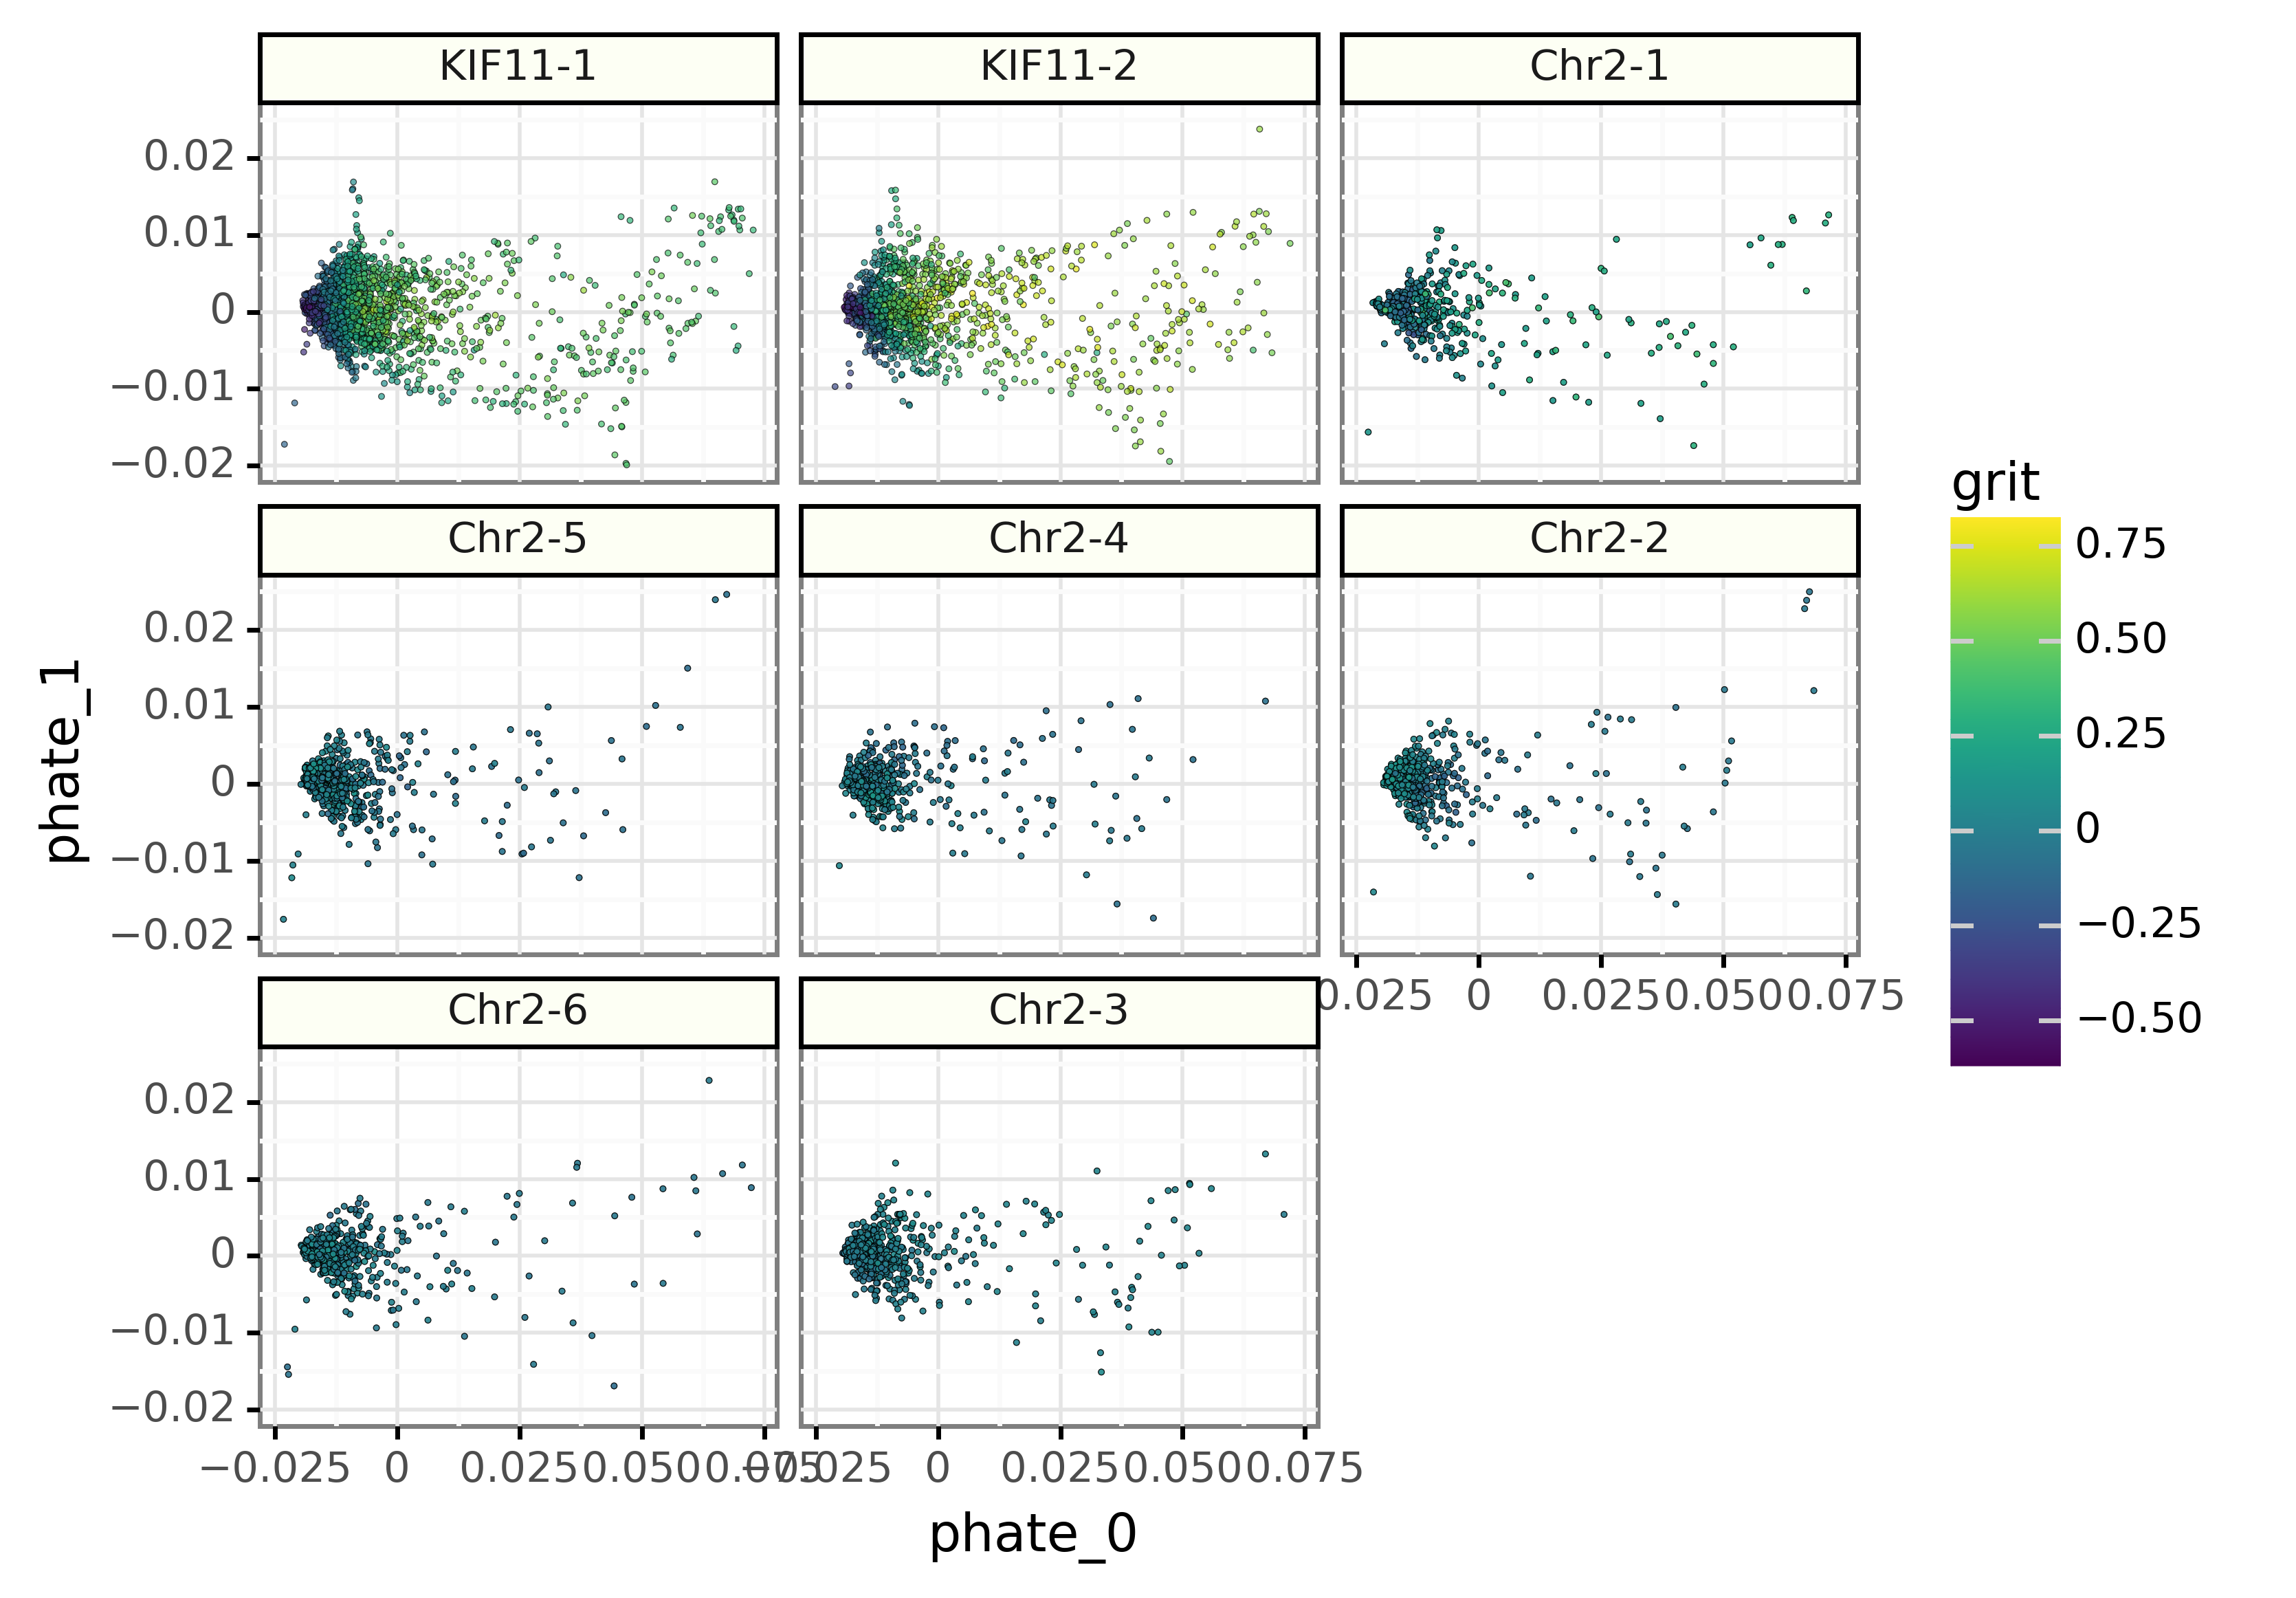 KIF11-1 KIF11-2 Chr2-1
0.02
0.01
0
−0.01
−0.02
Chr2-5 Chr2-4 Chr2-2
0.02
0.01
0
−0.01
−0.02
0.025 0 0.025 0.050 0.075
Chr2-6 Chr2-3
0.02
0.01
0
−0.01
−0.02
−0.025 0 0.025 0.050 0.075 −0.025 0 0.025 0.050 0.075
phate_0
phate_1
grit
0.75
0.50
0.25
0
−0.25
−0.50